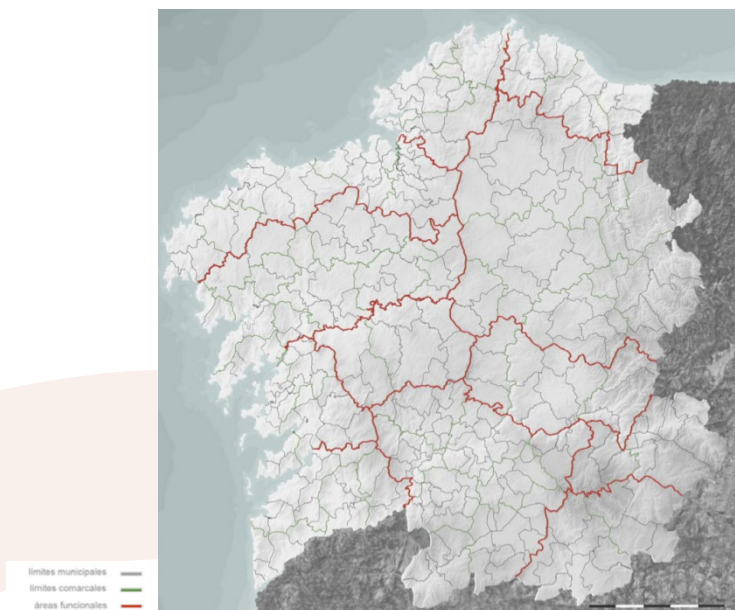 límites municipales
límites comarcales
áreas funcionales